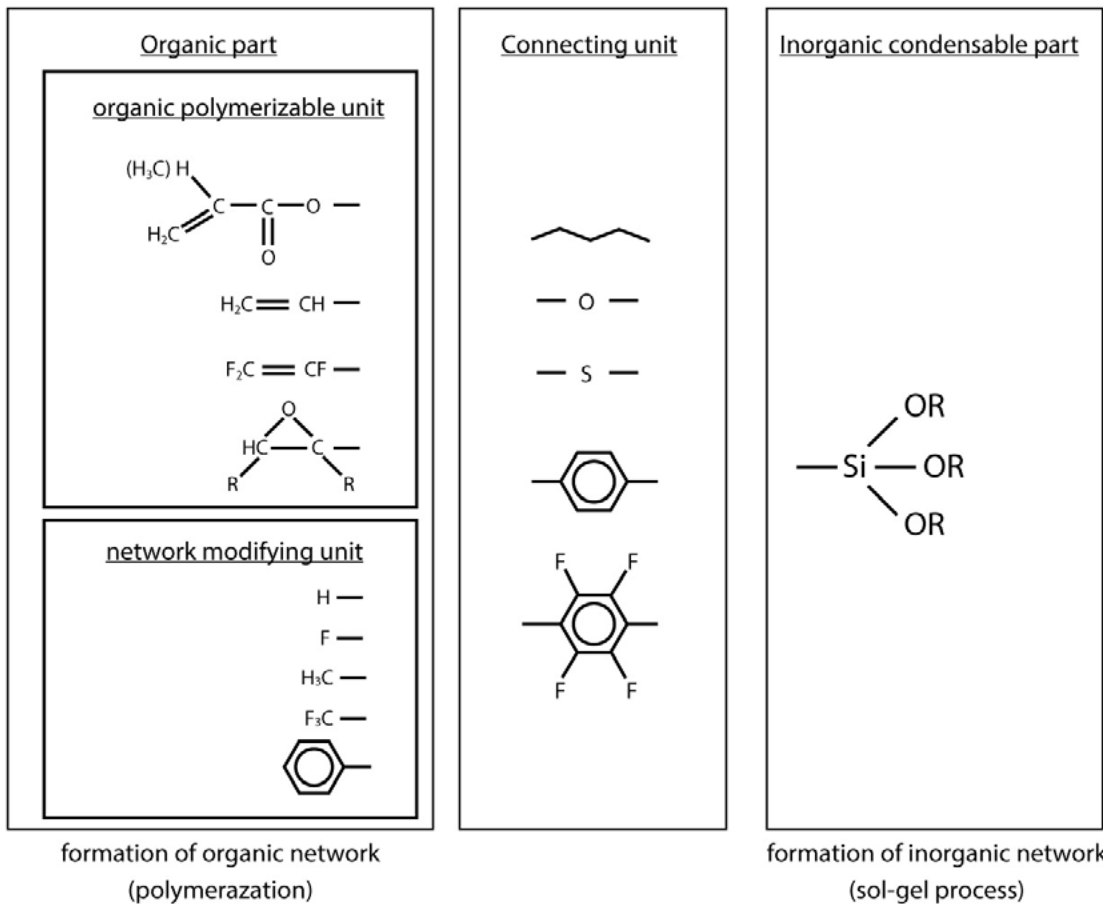 Organic part
organic polymerizable unit
(H₃C) H
C C O
H₂C
O
H₂C CH
F₂C CF
O
HC C
R R
network modifying unit
H
F
H₃C
F₃C
formation of organic network
(polymerazation)
Connecting unit
O
S
F F
F F
Inorganic condensable part
OR
Si OR
OR
formation of inorganic network
(sol-gel process)